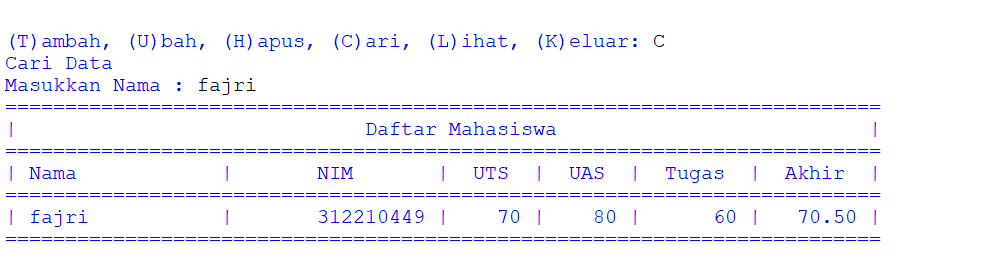 (T)ambah, (U)bah, (H)apus, (C)ari, (L)ihat, (K)eluar: C
Cari Data
Masukkan Nama : fajri
=========================================================================
|                             Daftar Mahasiswa                          |
=========================================================================
| Nama            |       NIM       |  UTS  |  UAS  |  Tugas  |  Akhir  |
=========================================================================
| fajri           |       312210449 |    70 |    80 |      60 |   70.50 |
=========================================================================